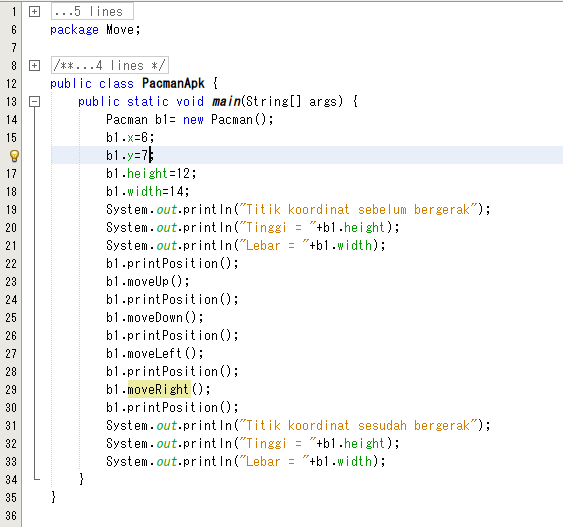 1 ...5 lines
6 package Move;
7
8 /**...4 lines */
12 public class PacmanApk {
13 public static void main(String[] args) {
14 Pacman b1= new Pacman();
15 b1.x=6;
b1.y=7;
17 b1.height=12;
18 b1.width=14;
19 System.out.println("Titik koordinat sebelum bergerak");
20 System.out.println("Tinggi = "+b1.height);
21 System.out.println("Lebar = "+b1.width);
22 b1.printPosition();
23 b1.moveUp();
24 b1.printPosition();
25 b1.moveDown();
26 b1.printPosition();
27 b1.moveLeft();
28 b1.printPosition();
29 b1.moveRight();
30 b1.printPosition();
31 System.out.println("Titik koordinat sesudah bergerak");
32 System.out.println("Tinggi = "+b1.height);
33 System.out.println("Lebar = "+b1.width);
34 }
35 }
36